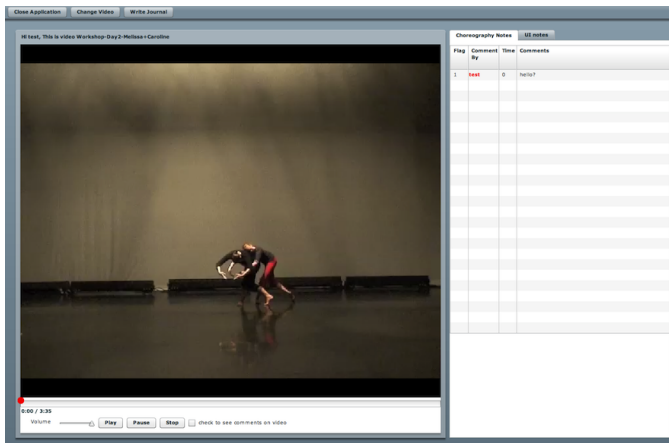 Close Application Change Video Write Journal
Hi test, This is video Workshop-Day2-Melissa+Caroline
Choreography Notes UI notes
Flag Comment By Time Comments
1 test 0 hello?
0:00 / 3:35
Volume Play Pause Stop check to see comments on video